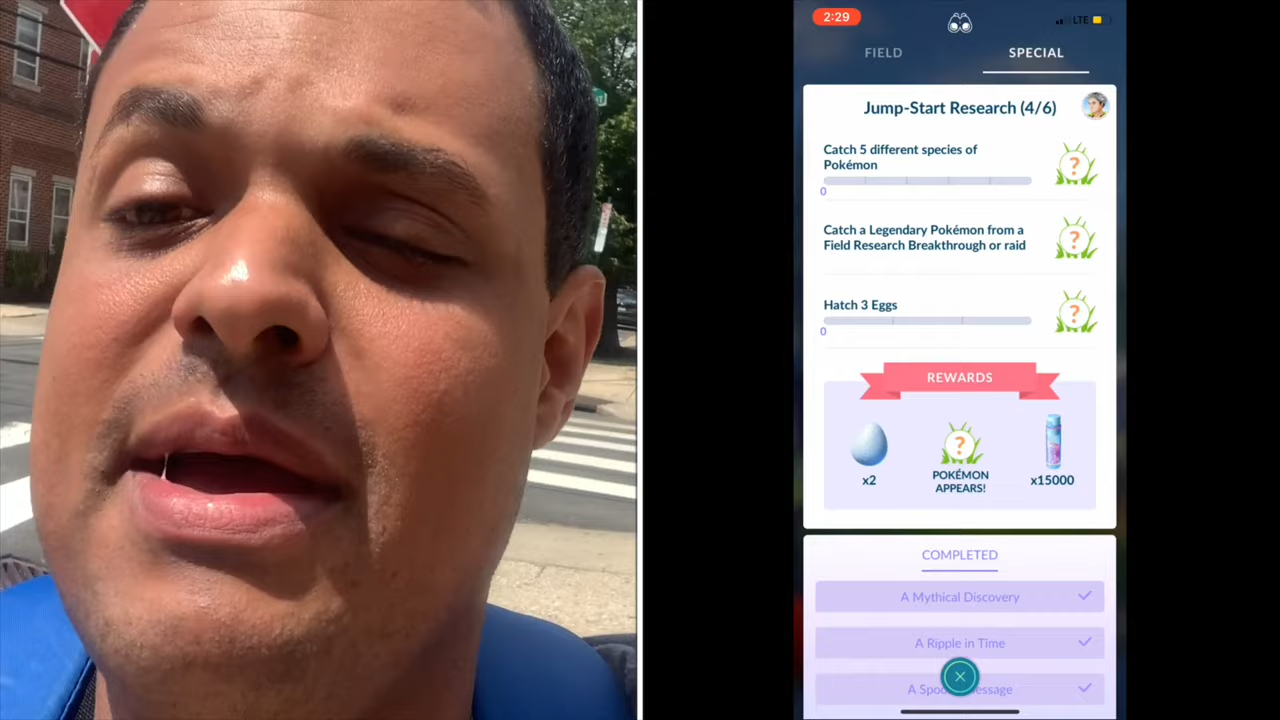 2:29
LTE
FIELD
SPECIAL
Jump-Start Research (4/6)
Catch 5 different species of
Pokémon
?
0
Catch a Legendary Pokémon from a
Field Research Breakthrough or raid
?
Hatch 3 Eggs
?
0
REWARDS
?
x2
POKÉMON
APPEARS!
x15000
COMPLETED
A Mythical Discovery
A Ripple in Time
A Spoo essage